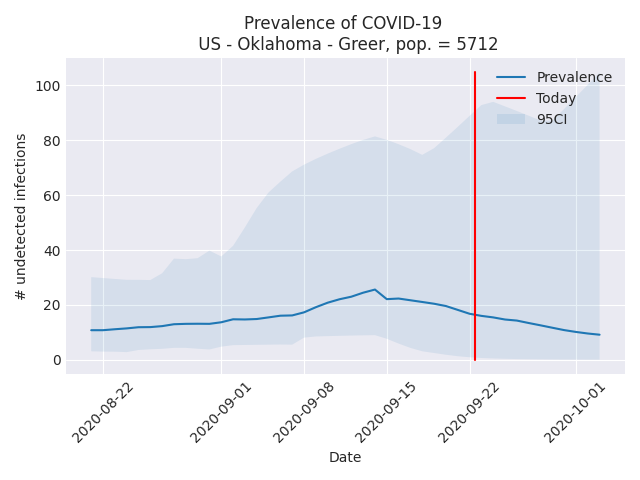 Prevalence of COVID-19
US - Oklahoma - Greer, pop. = 5712
Prevalence
Today
95CI
100
80
60
40
20
0
# undetected infections
2020-08-22
2020-09-01
2020-09-08
2020-09-15
2020-09-22
2020-10-01
Date